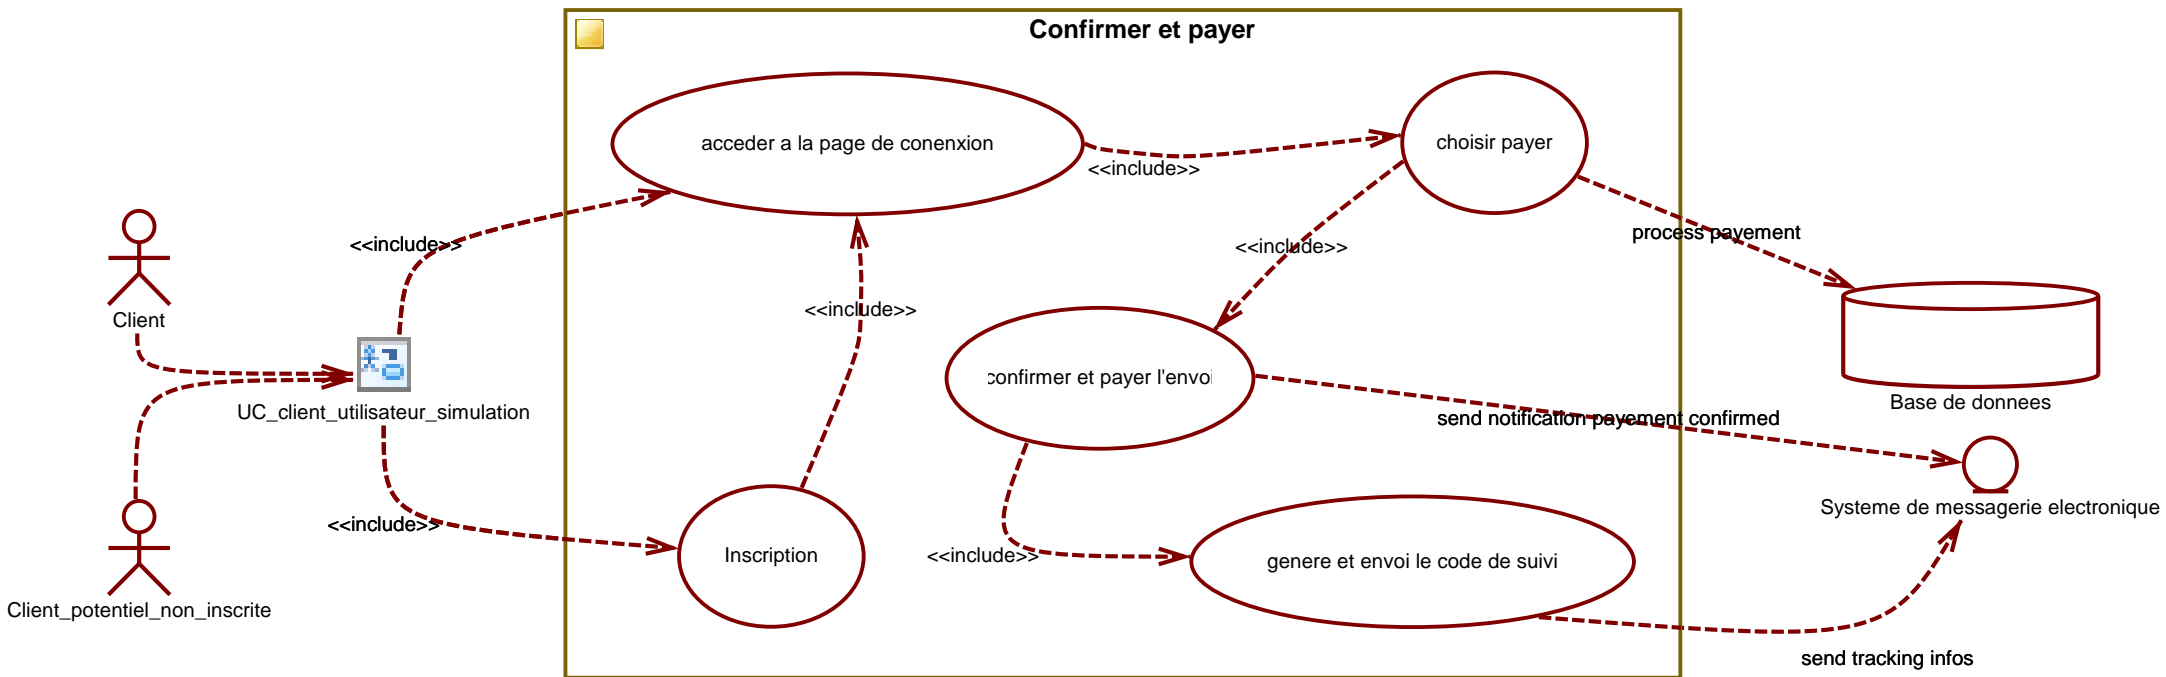 Confirmer et payer
acceder a la page de conenxion
choisir payer
<<include>>
<<include>>
process payement
<<include>>
<<include>>
Client
confirmer et payer l'envoi
Base de donnees
UC_client_utilisateur_simulation
send notification payement confirmed
Systeme de messagerie electronique
<<include>>
Inscription
<<include>>
genere et envoi le code de suivi
Client_potentiel_non_inscrite
send tracking infos